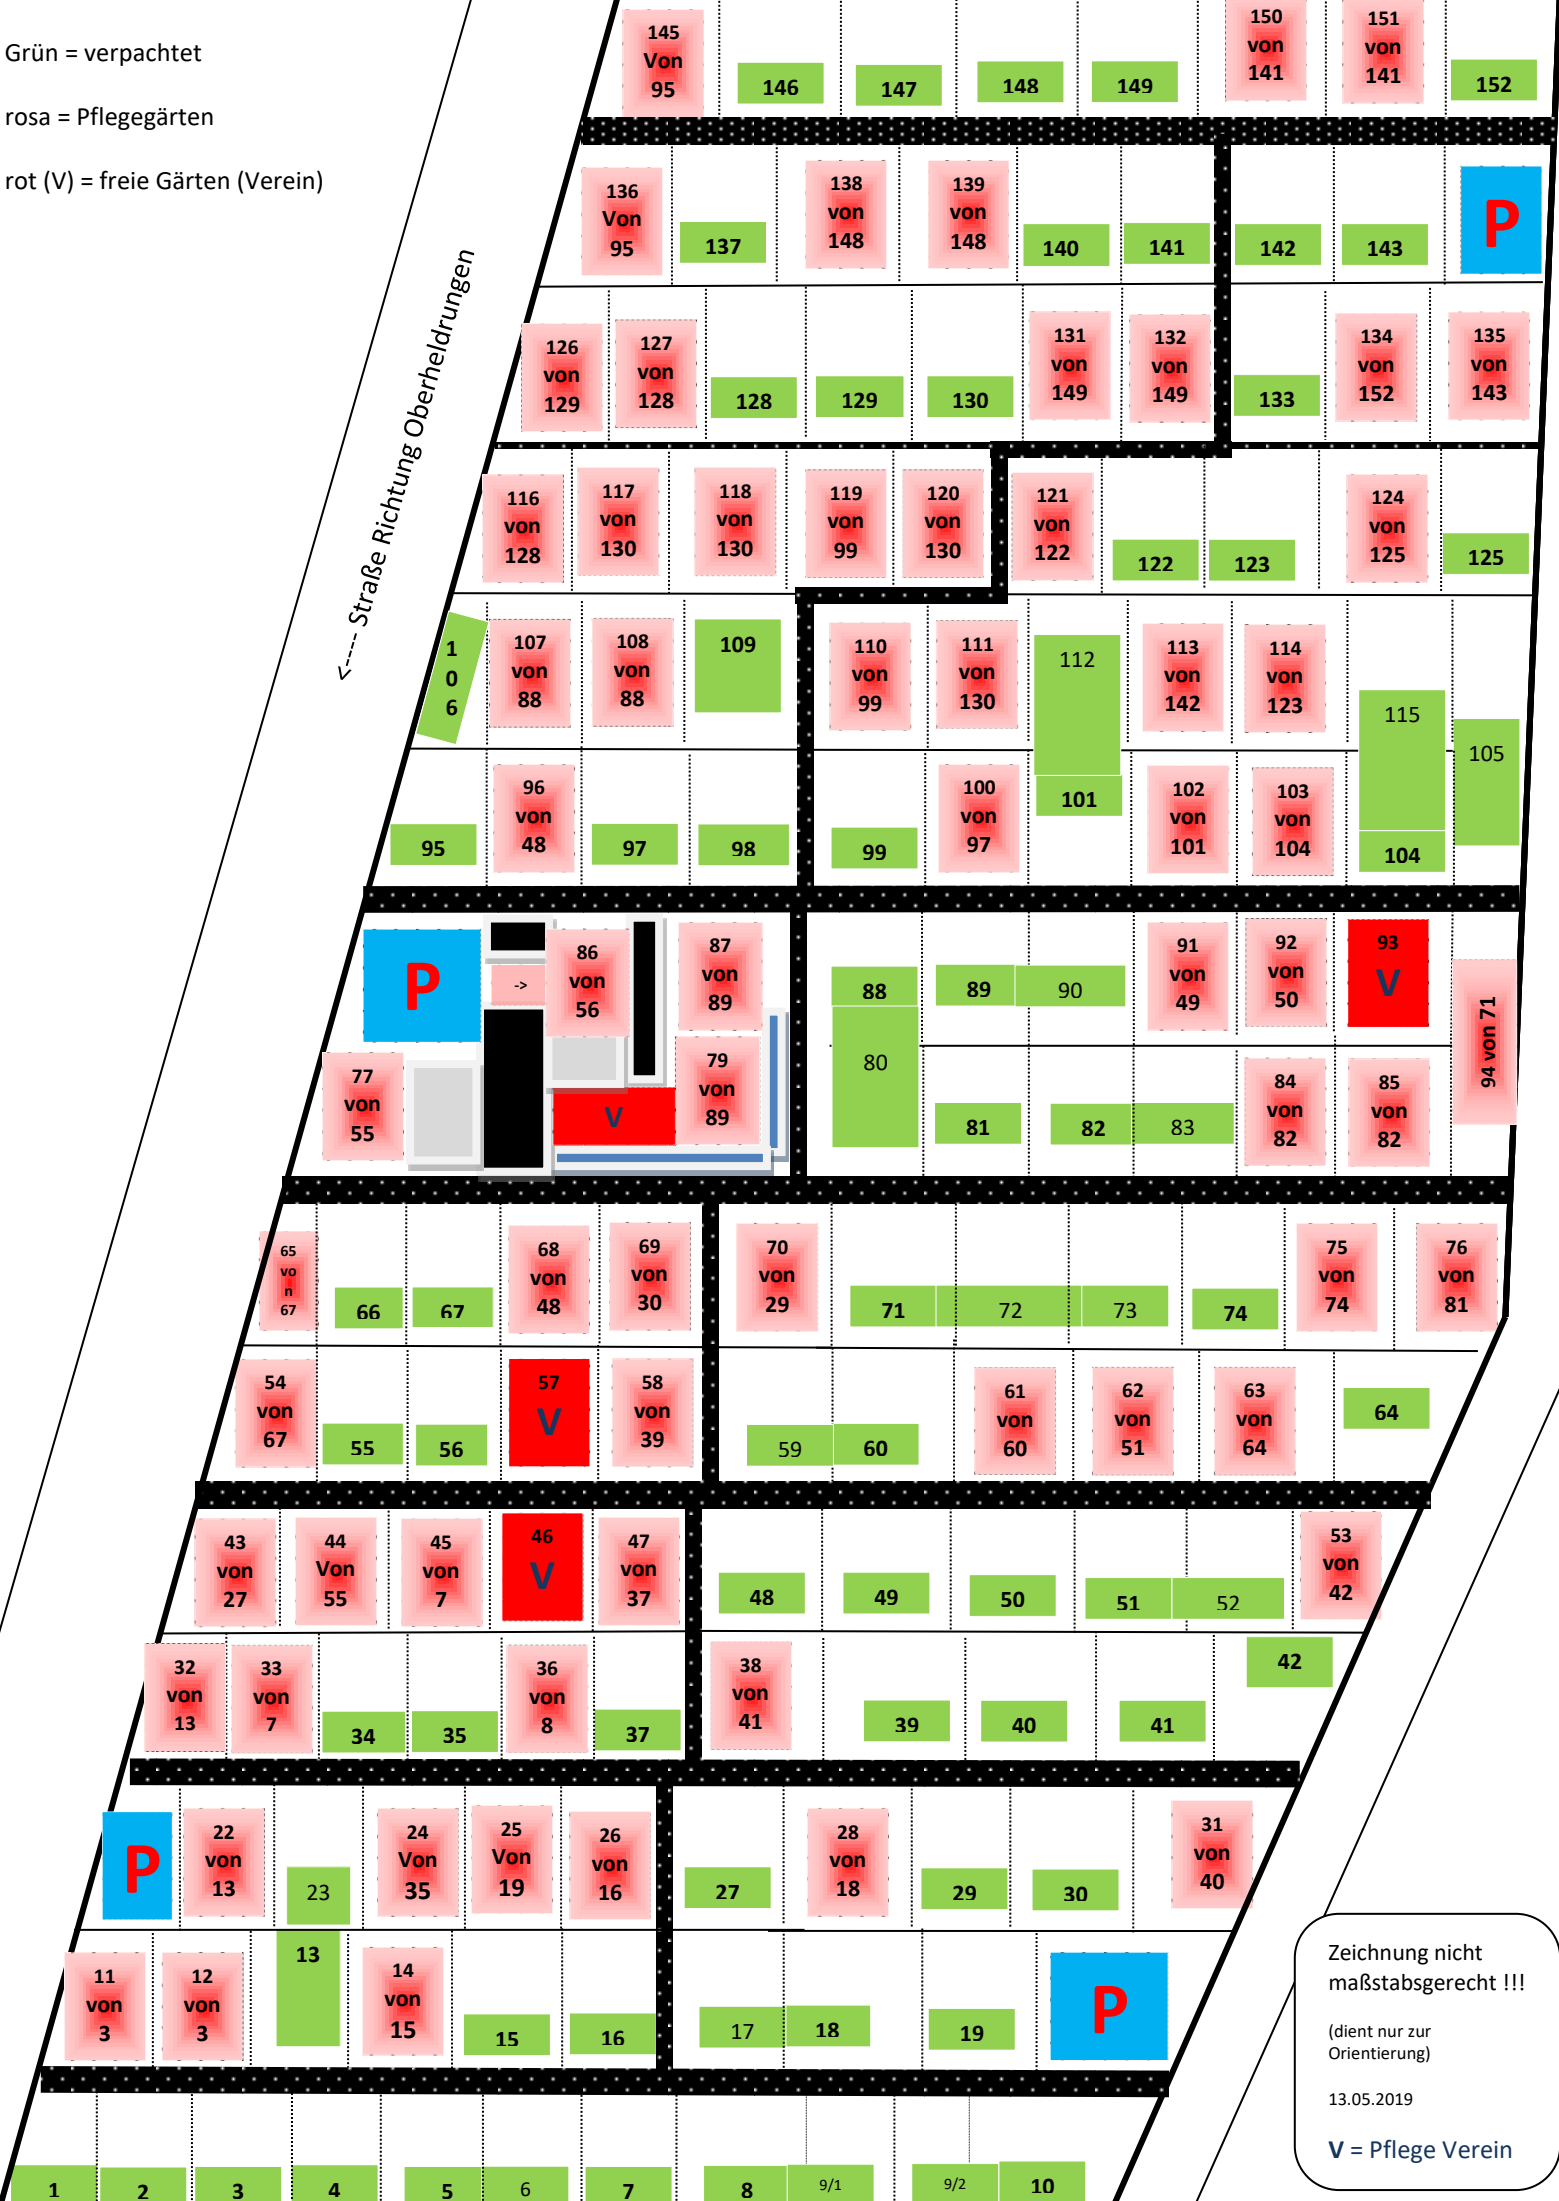 Grün = verpachtet
rosa = Pflegegärten
rot (V) = freie Gärten (Verein)
<---- Straße Richtung Oberheldrungen
145
Von
95
146
147
148
149
150
von
141
151
von
141
152
136
Von
95
137
138
von
148
139
von
148
140
141
142
143
P
126
von
129
127
von
128
128
129
130
131
von
149
132
von
149
133
134
von
152
135
von
143
116
von
128
117
von
130
118
von
130
119
von
99
120
von
130
121
von
122
122
123
124
von
125
125
1
0
6
107
von
88
108
von
88
109
110
von
99
111
von
130
112
113
von
142
114
von
123
115
105
95
96
von
48
97
98
99
100
von
97
101
102
von
101
103
von
104
104
P
->
86
von
56
87
von
89
88
89
90
91
von
49
92
von
50
93
V
94 von 71
77
von
55
V
79
von
89
80
81
82
83
84
von
82
85
von
82
65
vo
n
67
66
67
68
von
48
69
von
30
70
von
29
71
72
73
74
75
von
74
76
von
81
54
von
67
55
56
57
V
58
von
39
59
60
61
von
60
62
von
51
63
von
64
64
43
von
27
44
Von
55
45
von
7
46
V
47
von
37
48
49
50
51
52
53
von
42
32
von
13
33
von
7
34
35
36
von
8
37
38
von
41
39
40
41
42
P
22
von
13
23
24
Von
35
25
Von
19
26
von
16
27
28
von
18
29
30
31
von
40
11
von
3
12
von
3
13
14
von
15
15
16
17
18
19
P
1
2
3
4
5
6
7
8
9/1
9/2
10
Zeichnung nicht
maßstabsgerecht !!!
(dient nur zur
Orientierung)
13.05.2019
V = Pflege Verein